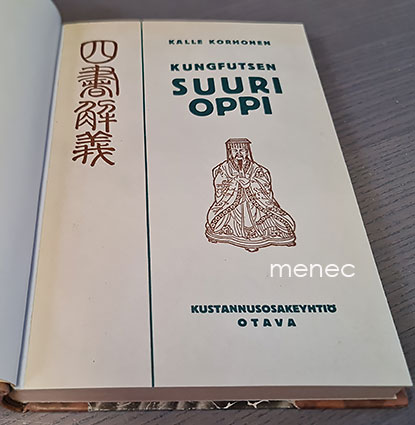 四書解義
KALLE KORHONEN
KUNGFUTSEN
SUURI
OPPI
menec
KUSTANNUSOSAKEYHTIÖ
OTAVA